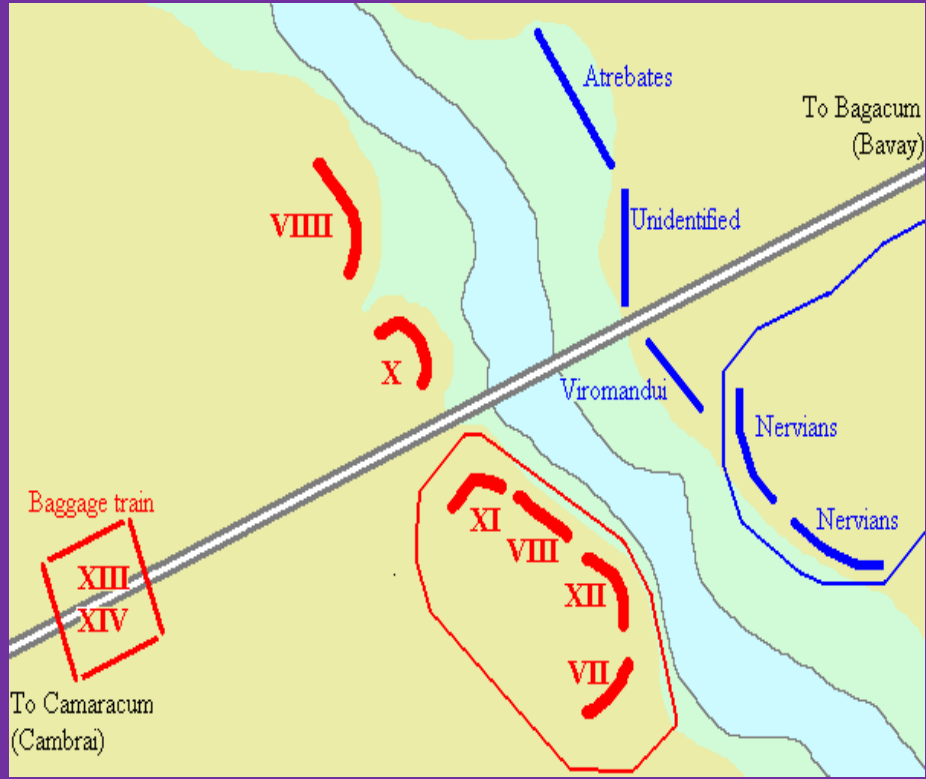 Atrebates
To Bagacum
(Bavay)
VIIII
Unidentified
X
Viromandui
Nervians
Baggage train
XI
VIII
Nervians
XIII
XIV
XII
VII
To Camaracum
(Cambrai)